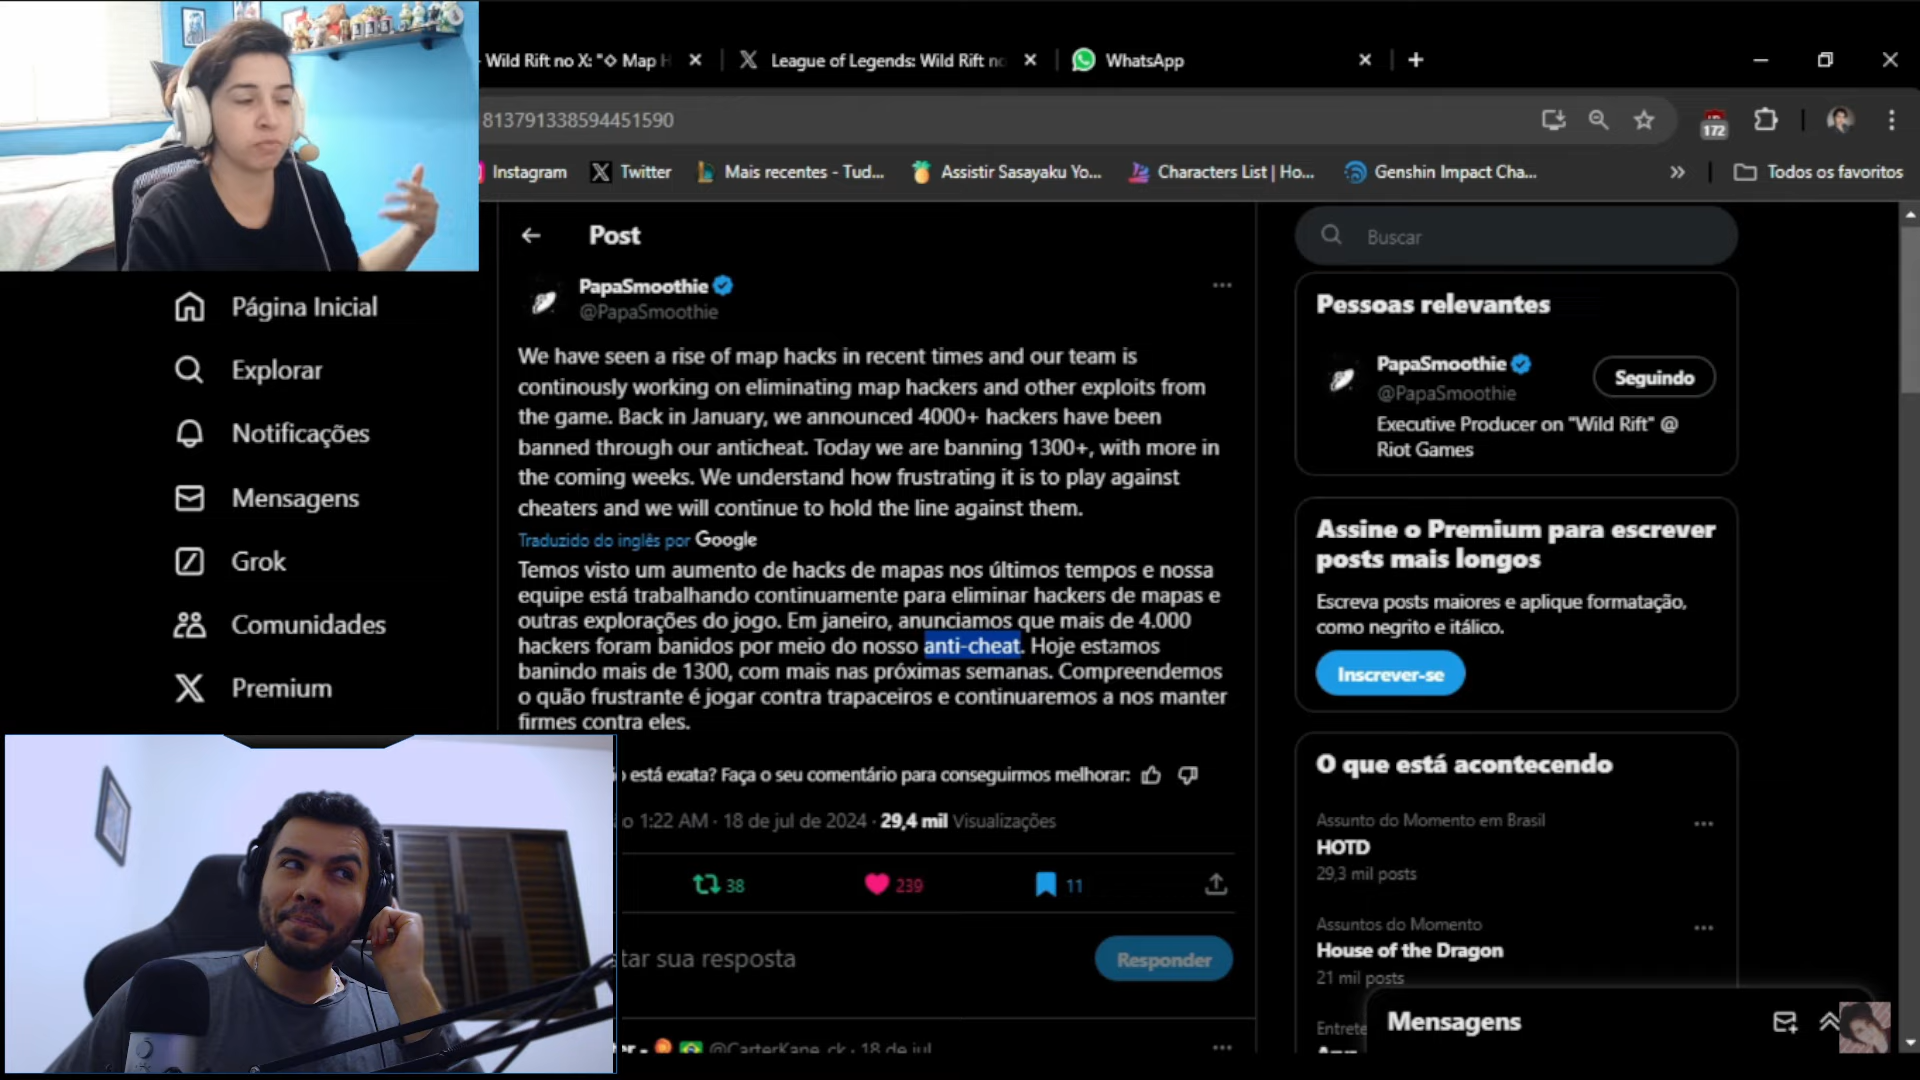 Wild Rift no X: "◇ Map H
League of Legends: Wild Rift no
WhatsApp
813791338594451590
172
Instagram
Twitter
Mais recentes - Tud...
Assistir Sasayaku Yo...
Characters List | Ho...
Genshin Impact Cha...
Todos os favoritos
Post
Buscar
PapaSmoothie
@PapaSmoothie
Página Inicial
Explorar
Notificações
Mensagens
Grok
Comunidades
Premium
We have seen a rise of map hacks in recent times and our team is
continously working on eliminating map hackers and other exploits from
the game. Back in January, we announced 4000+ hackers have been
banned through our anticheat. Today we are banning 1300+, with more in
the coming weeks. We understand how frustrating it is to play against
cheaters and we will continue to hold the line against them.
Traduzido do inglês por Google
Temos visto um aumento de hacks de mapas nos últimos tempos e nossa
equipe está trabalhando continuamente para eliminar hackers de mapas e
outras explorações do jogo. Em janeiro, anunciamos que mais de 4.000
hackers foram banidos por meio do nosso anti-cheat. Hoje estamos
banindo mais de 1300, com mais nas próximas semanas. Compreendemos
o quão frustrante é jogar contra trapaceiros e continuaremos a nos manter
firmes contra eles.
está exata? Faça o seu comentário para conseguirmos melhorar:
1:22 AM · 18 de jul de 2024 · 29,4 mil Visualizações
38
239
11
tar sua resposta
Responder
@CarterKane_ck · 18 de jul
Pessoas relevantes
PapaSmoothie
@PapaSmoothie
Seguindo
Executive Producer on "Wild Rift" @
Riot Games
Assine o Premium para escrever
posts mais longos
Escreva posts maiores e aplique formatação,
como negrito e itálico.
Inscrever-se
O que está acontecendo
Assunto do Momento em Brasil
HOTD
29,3 mil posts
Assuntos do Momento
House of the Dragon
21 mil posts
Entrete
Mensagens